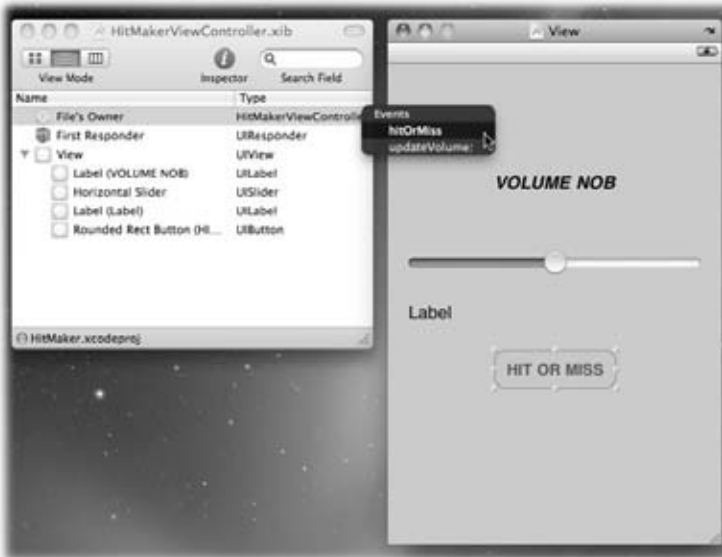 HitMakerViewController.xib
View Mode
Inspector
Search Field
Name
Type
File's Owner
HitMakerViewControlle
First Responder
UIResponder
View
UIView
Label (VOLUME NOB)
UILabel
Horizontal Slider
UISlider
Label (Label)
UILabel
Rounded Rect Button (HI...
UIButton
HitMaker.xcodeproj
Events
hitOrMiss
updateVolume:
View
VOLUME NOB
Label
HIT OR MISS